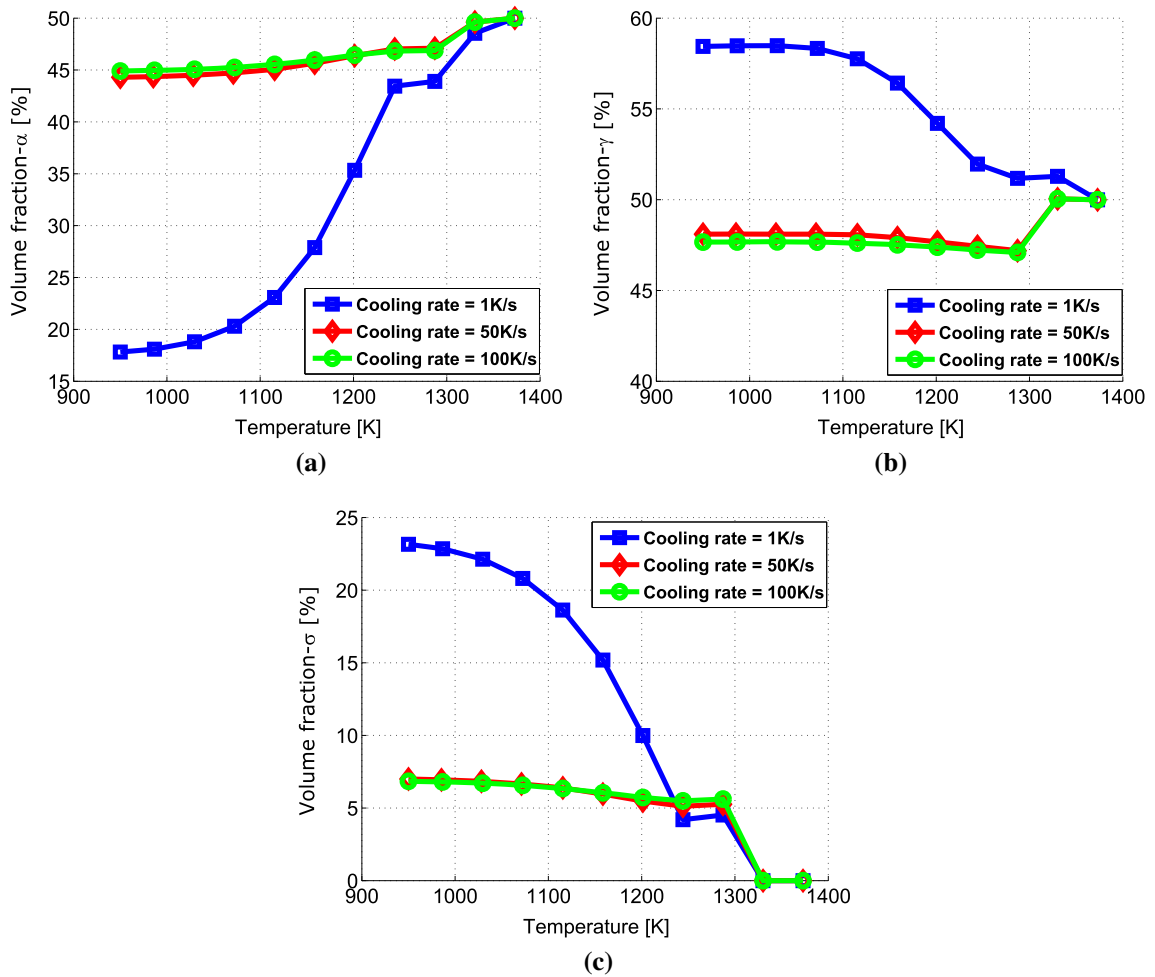 50
45
40
35
30
25
20
15
900 1000 1100 1200 1300 1400
Volume fraction-α [%]
Temperature [K]
Cooling rate = 1K/s
Cooling rate = 50K/s
Cooling rate = 100K/s
(a)
60
55
50
45
40
900 1000 1100 1200 1300 1400
Volume fraction-γ [%]
Temperature [K]
Cooling rate = 1K/s
Cooling rate = 50K/s
Cooling rate = 100K/s
(b)
25
20
15
10
5
0
900 1000 1100 1200 1300 1400
Volume fraction-σ [%]
Temperature [K]
Cooling rate = 1K/s
Cooling rate = 50K/s
Cooling rate = 100K/s
(c)